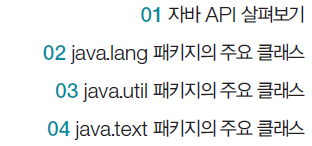 01 자바 API 살펴보기
02 java.lang 패키지의 주요 클래스
03 java.util 패키지의 주요 클래스
04 java.text 패키지의 주요 클래스